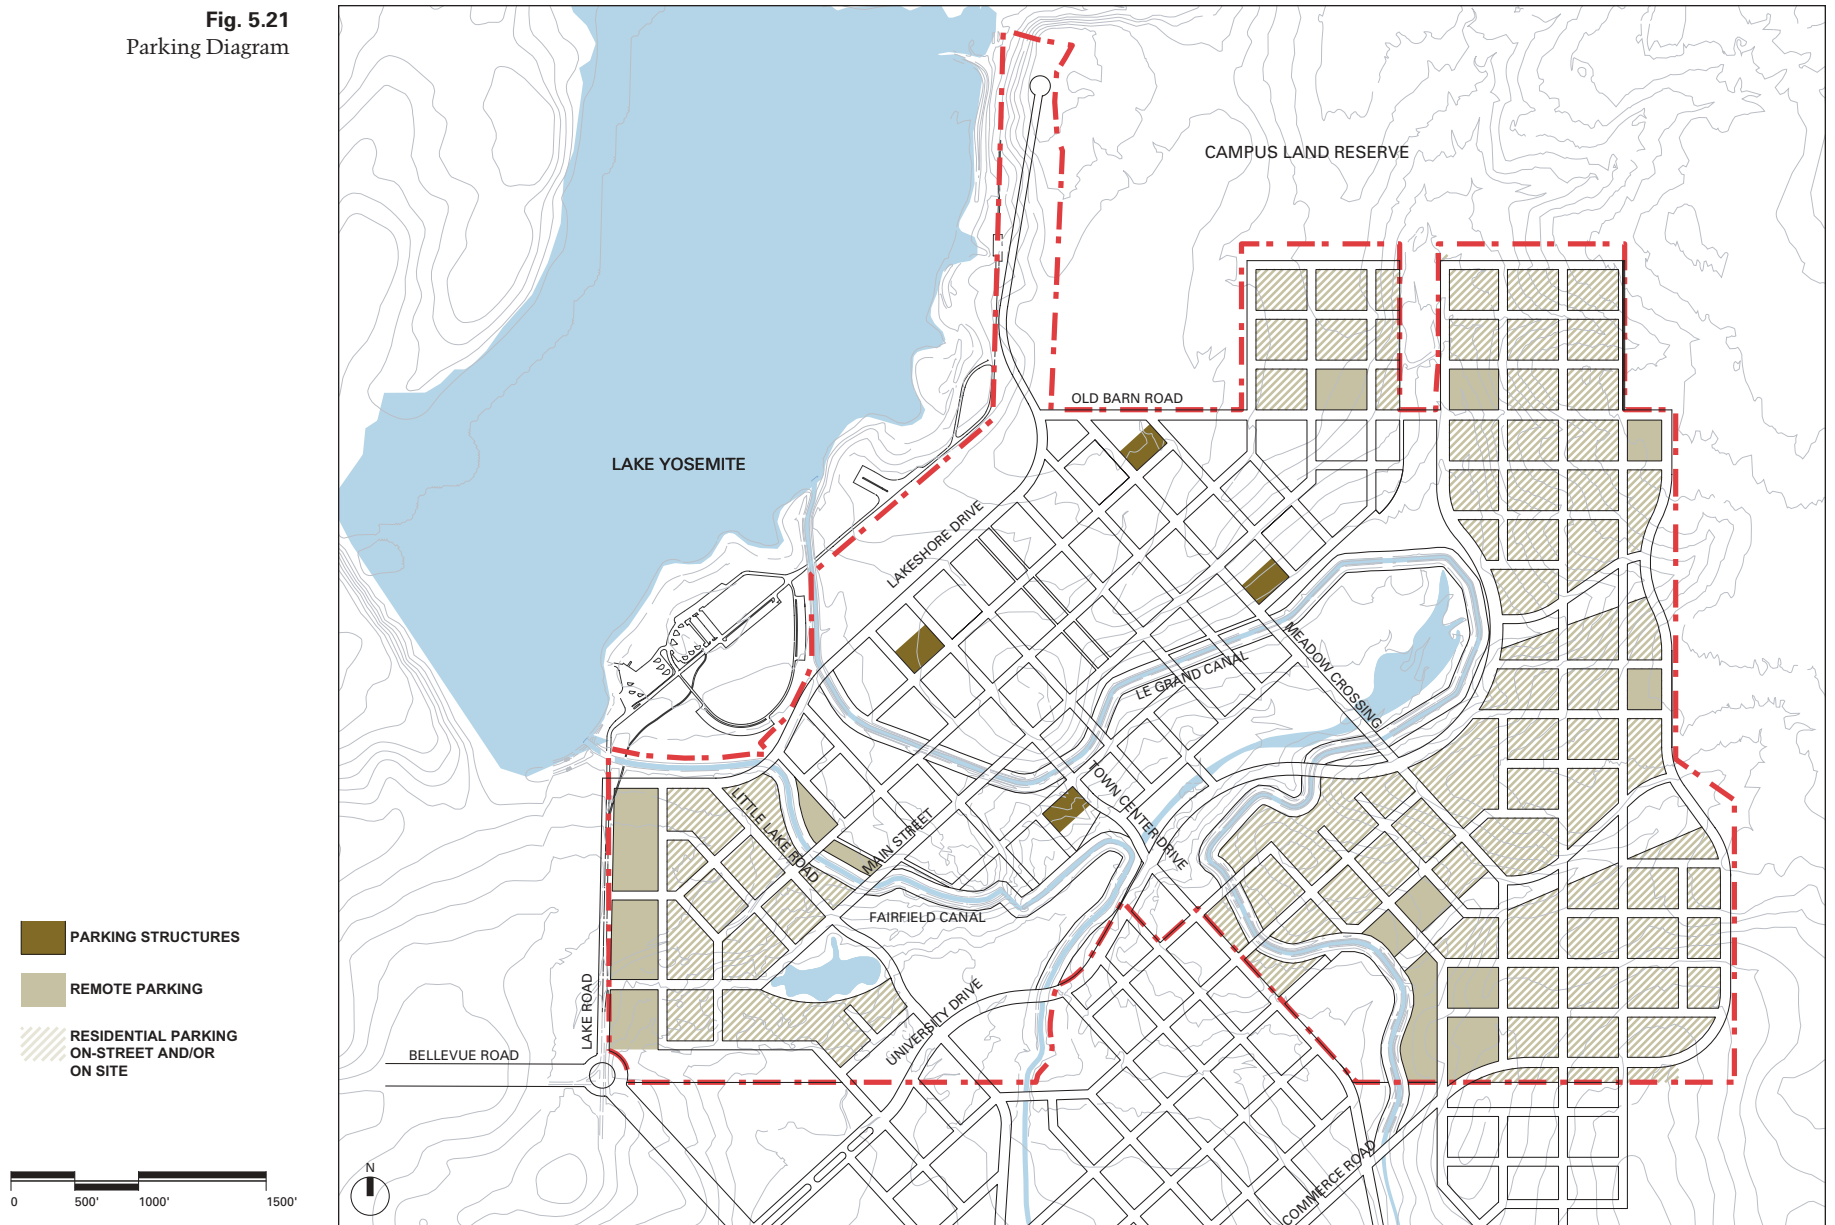 Fig. 5.21
Parking Diagram
CAMPUS LAND RESERVE
OLD BARN ROAD
LAKE YOSEMITE
LAKESHORE DRIVE
MEADOW CROSSING
LE GRAND CANAL
TOWN CENTER DRIVE
LITTLE LAKE ROAD
MAIN STREET
FAIRFIELD CANAL
UNIVERSITY DRIVE
LAKE ROAD
BELLEVUE ROAD
COMMERCE ROAD
PARKING STRUCTURES
REMOTE PARKING
RESIDENTIAL PARKING
ON-STREET AND/OR
ON SITE
N
0 500' 1000' 1500'